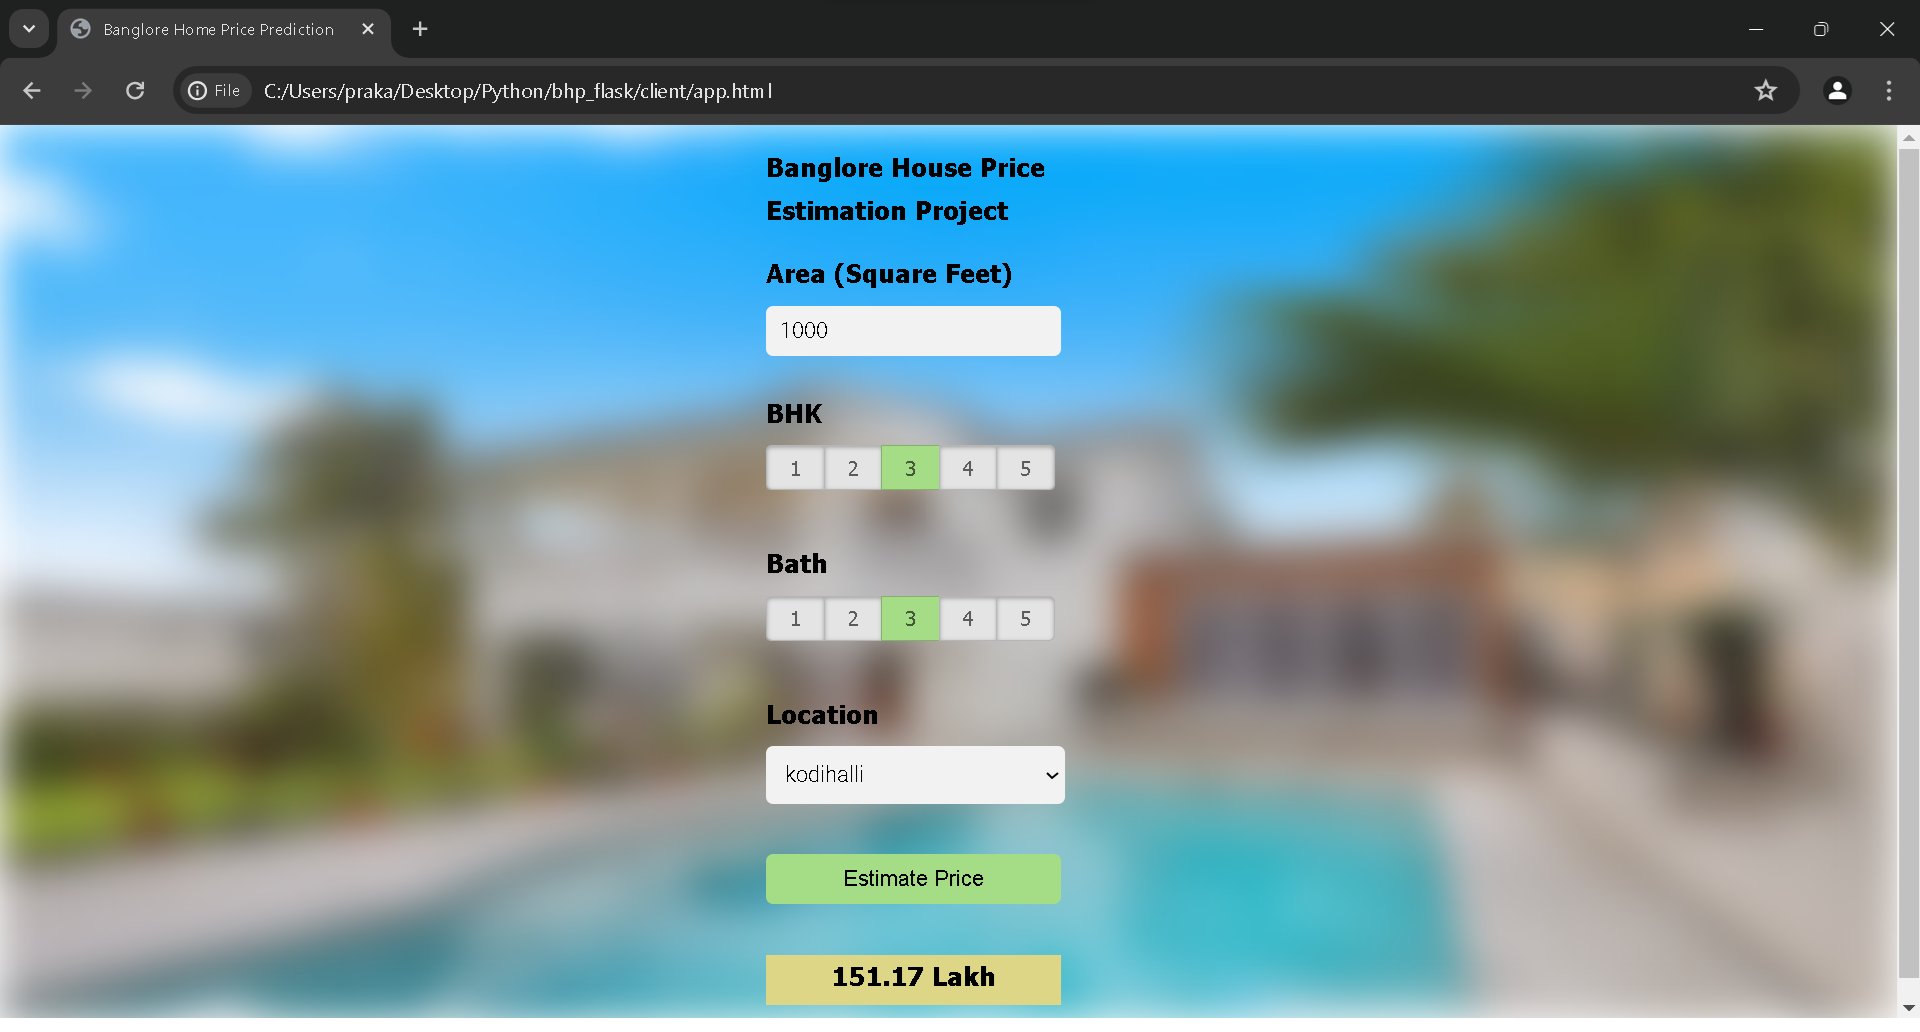 Banglore Home Price Prediction
File C:/Users/praka/Desktop/Python/bhp_flask/client/app.html
Banglore House Price
Estimation Project
Area (Square Feet)
1000
BHK
1 2 3 4 5
Bath
1 2 3 4 5
Location
kodihalli
Estimate Price
151.17 Lakh